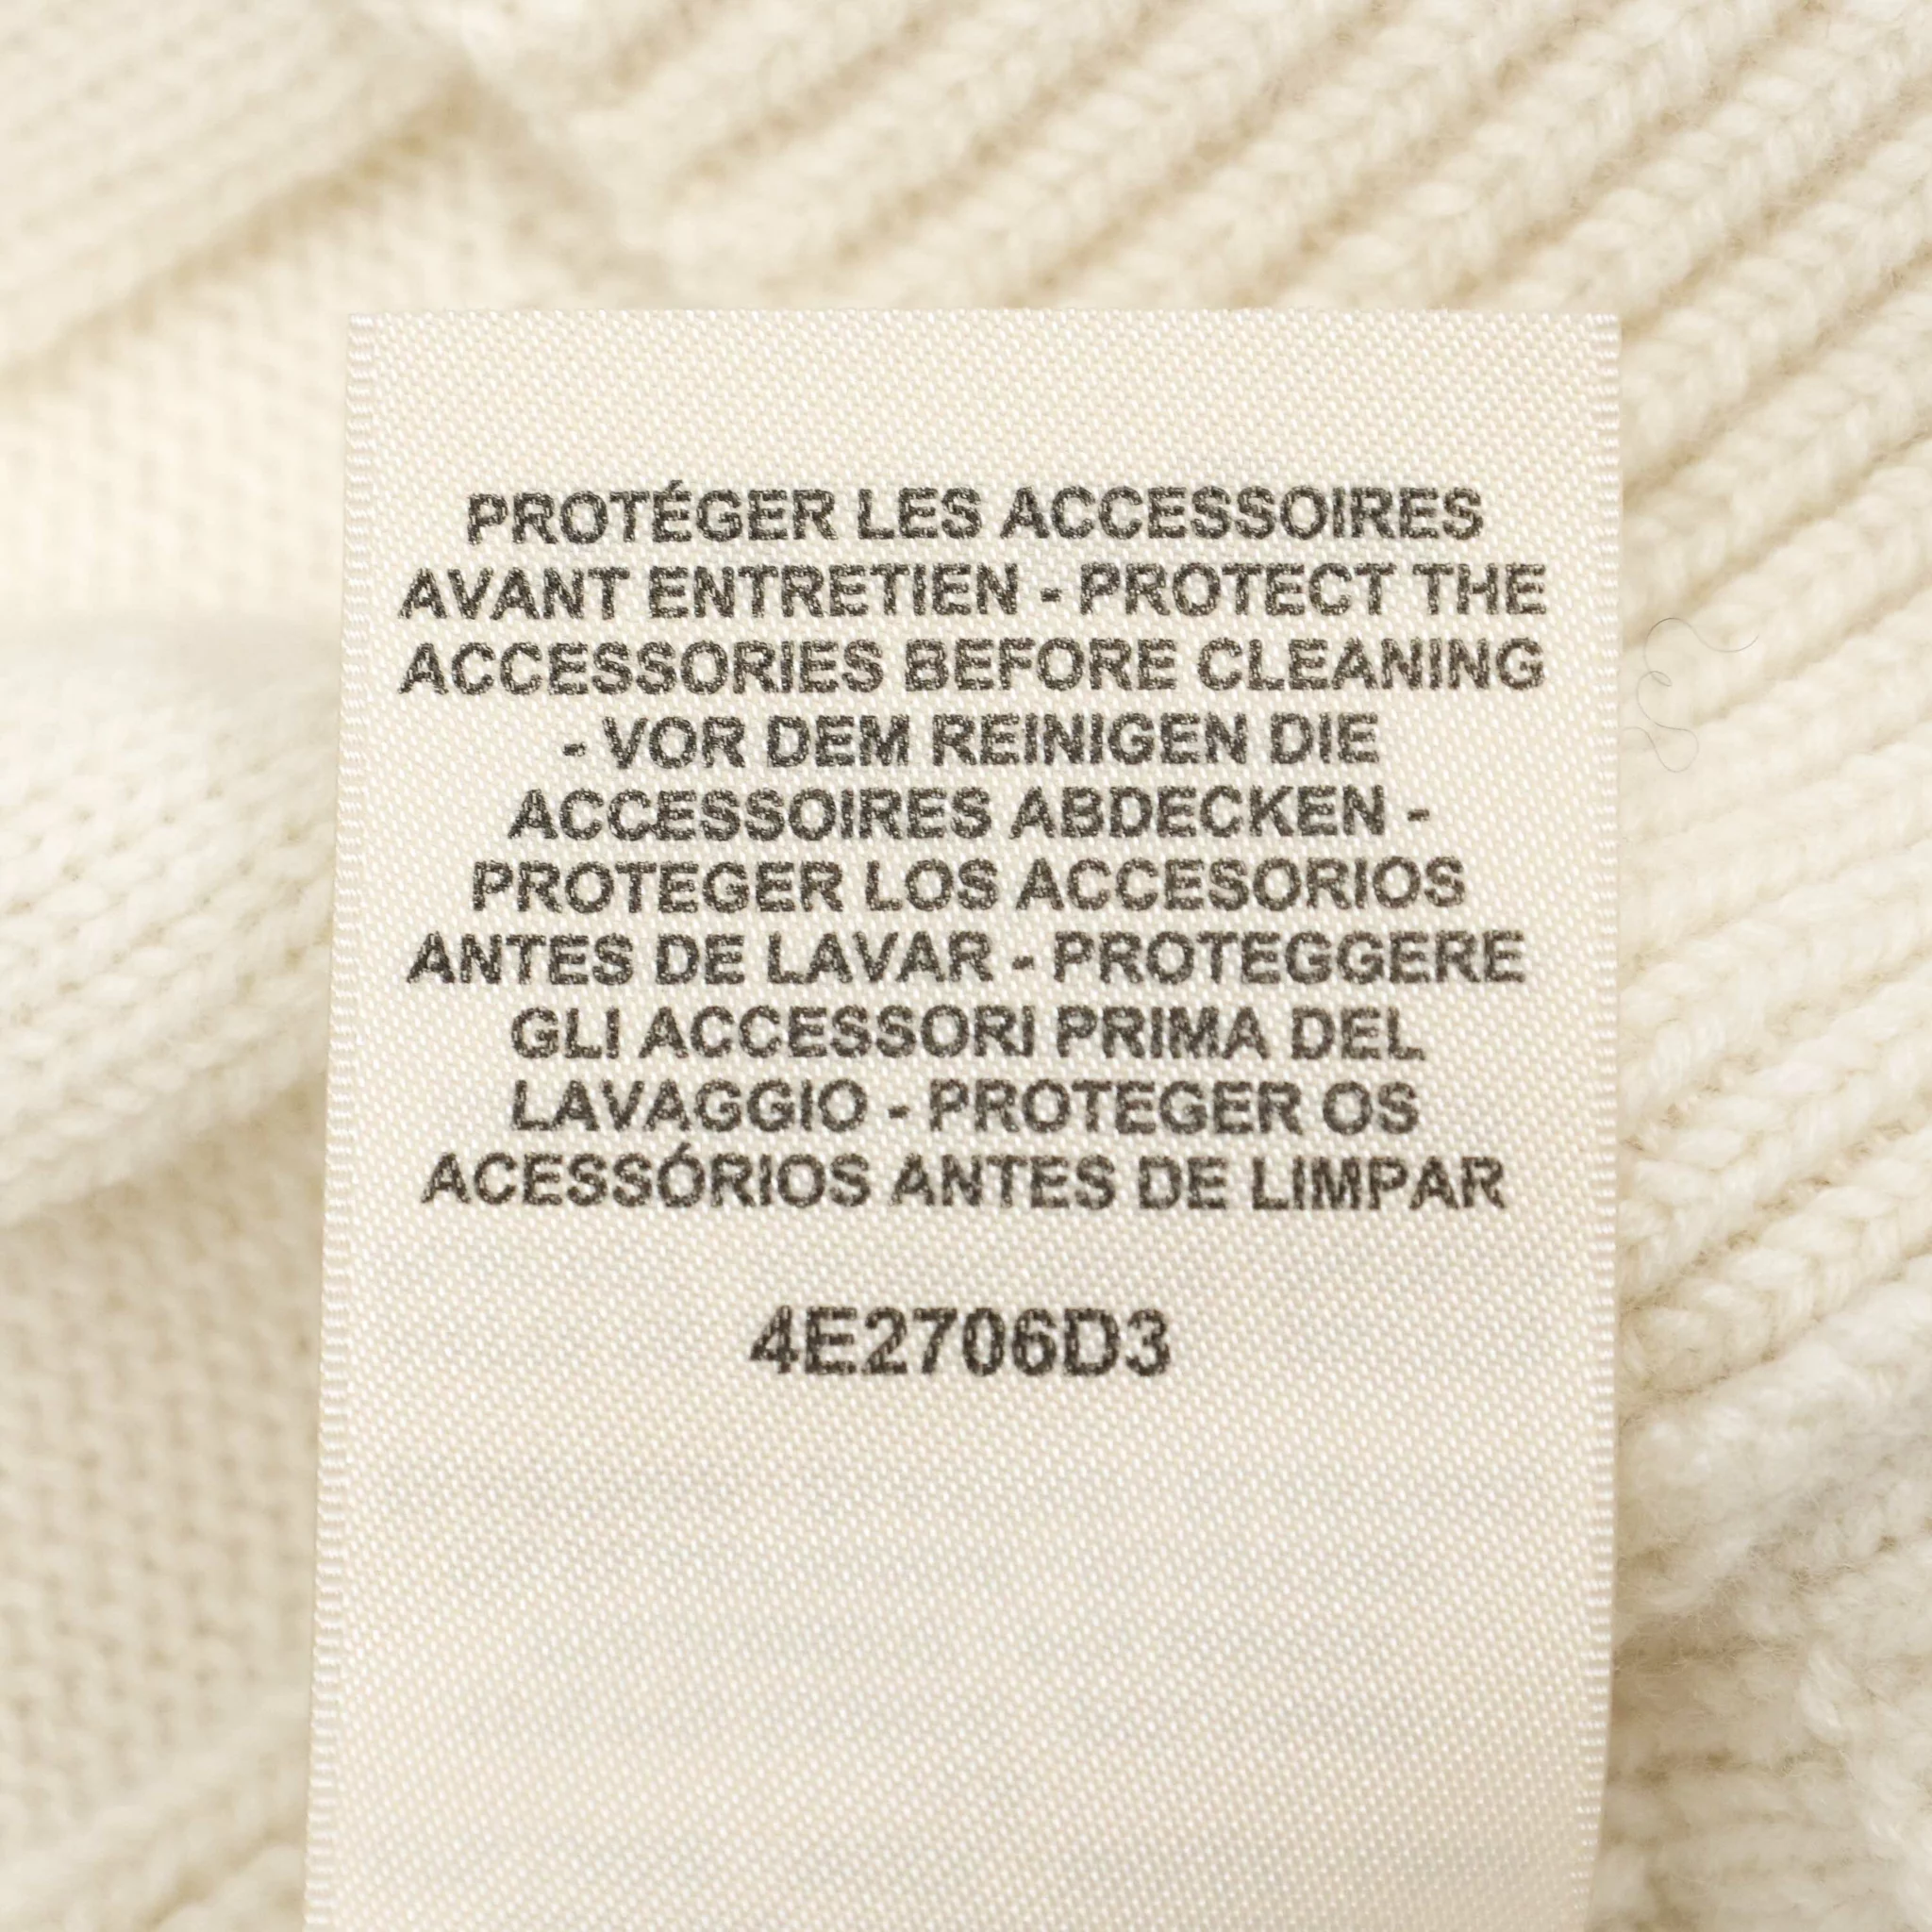 PROTÉGER LES ACCESSOIRES
AVANT ENTRETIEN - PROTECT THE
ACCESSORIES BEFORE CLEANING
- VOR DEM REINIGEN DIE
ACCESSOIRES ABDECKEN -
PROTEGER LOS ACCESORIOS
ANTES DE LAVAR - PROTEGGERE
GLI ACCESSORI PRIMA DEL
LAVAGGIO - PROTEGER OS
ACESSÓRIOS ANTES DE LIMPAR
4E2706D3